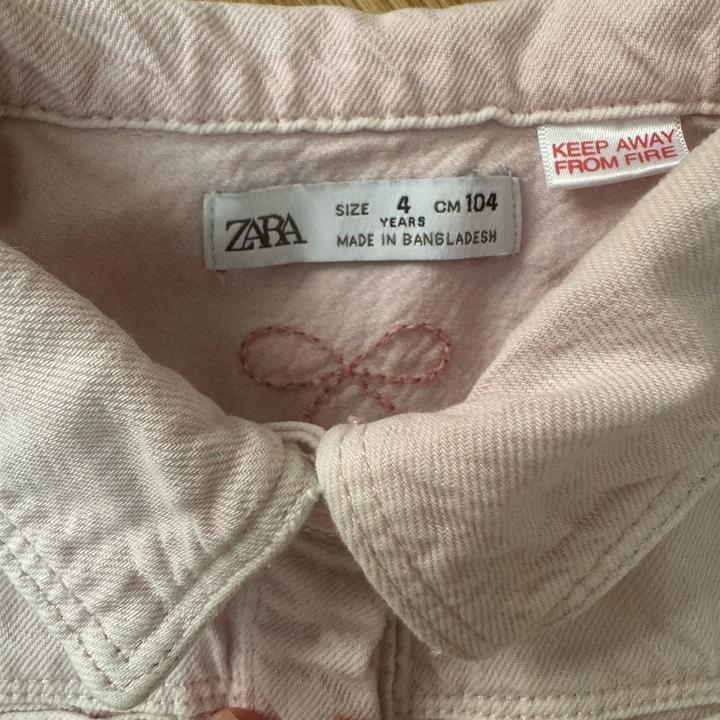 KEEP AWAY
FROM FIRE
ZARA
SIZE 4 CM 104
YEARS
MADE IN BANGLADESH